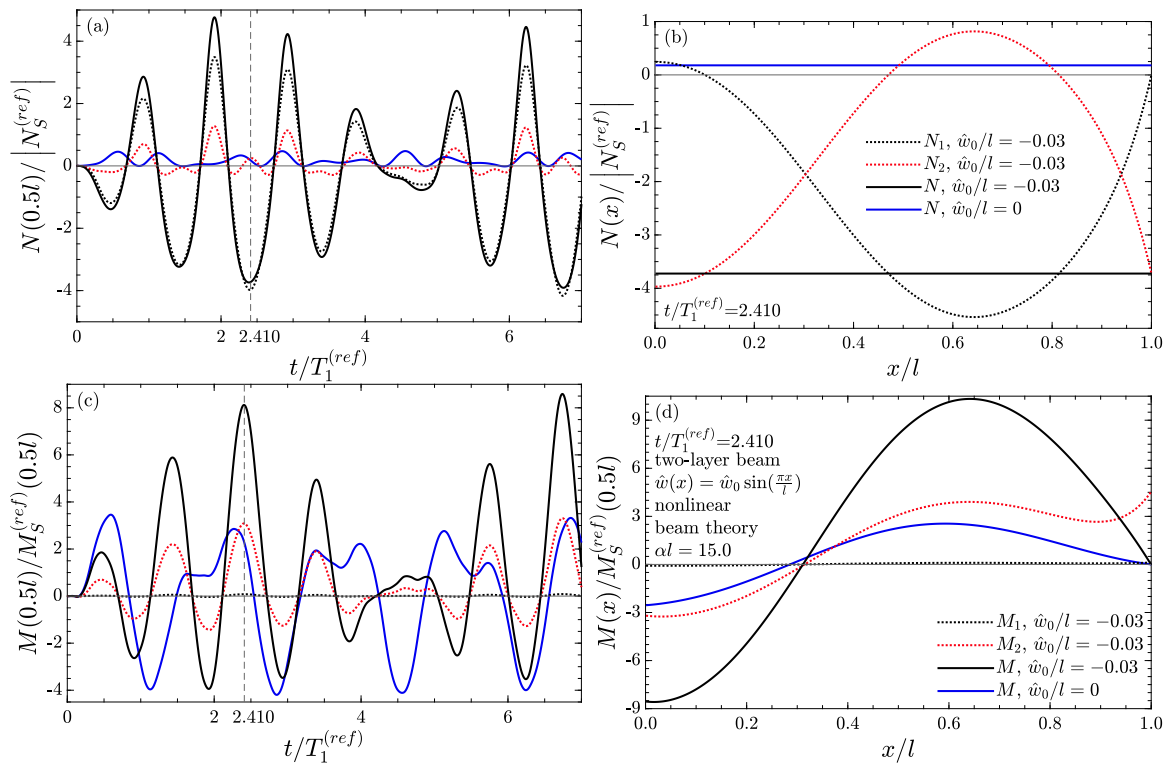 (a)
4
2
0
-2
-4
N(0.5l)/|N_S^{(ref)}|
0
2
2.410
4
6
t/T_1^{(ref)}
(b)
0
-1
-2
-3
-4
N(x)/|N_S^{(ref)}|
N_1, ŵ_0/l = −0.03
N_2, ŵ_0/l = −0.03
N, ŵ_0/l = −0.03
N, ŵ_0/l = 0
t/T_1^{(ref)}=2.410
0.0
0.2
0.4
0.6
0.8
1.0
x/l
(c)
8
6
4
2
0
-2
-4
M(0.5l)/M_S^{(ref)}(0.5l)
0
2
2.410
4
6
t/T_1^{(ref)}
(d)
9
6
3
0
-3
-6
-9
M(x)/M_S^{(ref)}(0.5l)
t/T_1^{(ref)}=2.410
two-layer beam
ŵ(x) = ŵ_0 sin(πx/l)
nonlinear
beam theory
αl = 15.0
M_1, ŵ_0/l = −0.03
M_2, ŵ_0/l = −0.03
M, ŵ_0/l = −0.03
M, ŵ_0/l = 0
0.0
0.2
0.4
0.6
0.8
1.0
x/l